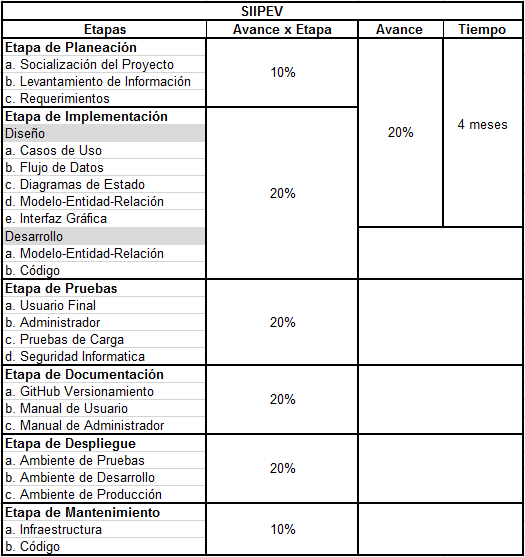 SIIPEV
Etapas Avance x Etapa Avance Tiempo
Etapa de Planeación
a. Socialización del Proyecto
b. Levantamiento de Información
c. Requerimientos
10%
Etapa de Implementación
Diseño
a. Casos de Uso
b. Flujo de Datos
c. Diagramas de Estado
d. Modelo-Entidad-Relación
e. Interfaz Gráfica
Desarrollo
a. Modelo-Entidad-Relación
b. Código
20%
20%
4 meses
Etapa de Pruebas
a. Usuario Final
b. Administrador
c. Pruebas de Carga
d. Seguridad Informatica
20%
Etapa de Documentación
a. GitHub Versionamiento
b. Manual de Usuario
c. Manual de Administrador
20%
Etapa de Despliegue
a. Ambiente de Pruebas
b. Ambiente de Desarrollo
c. Ambiente de Producción
20%
Etapa de Mantenimiento
a. Infraestructura
b. Código
10%